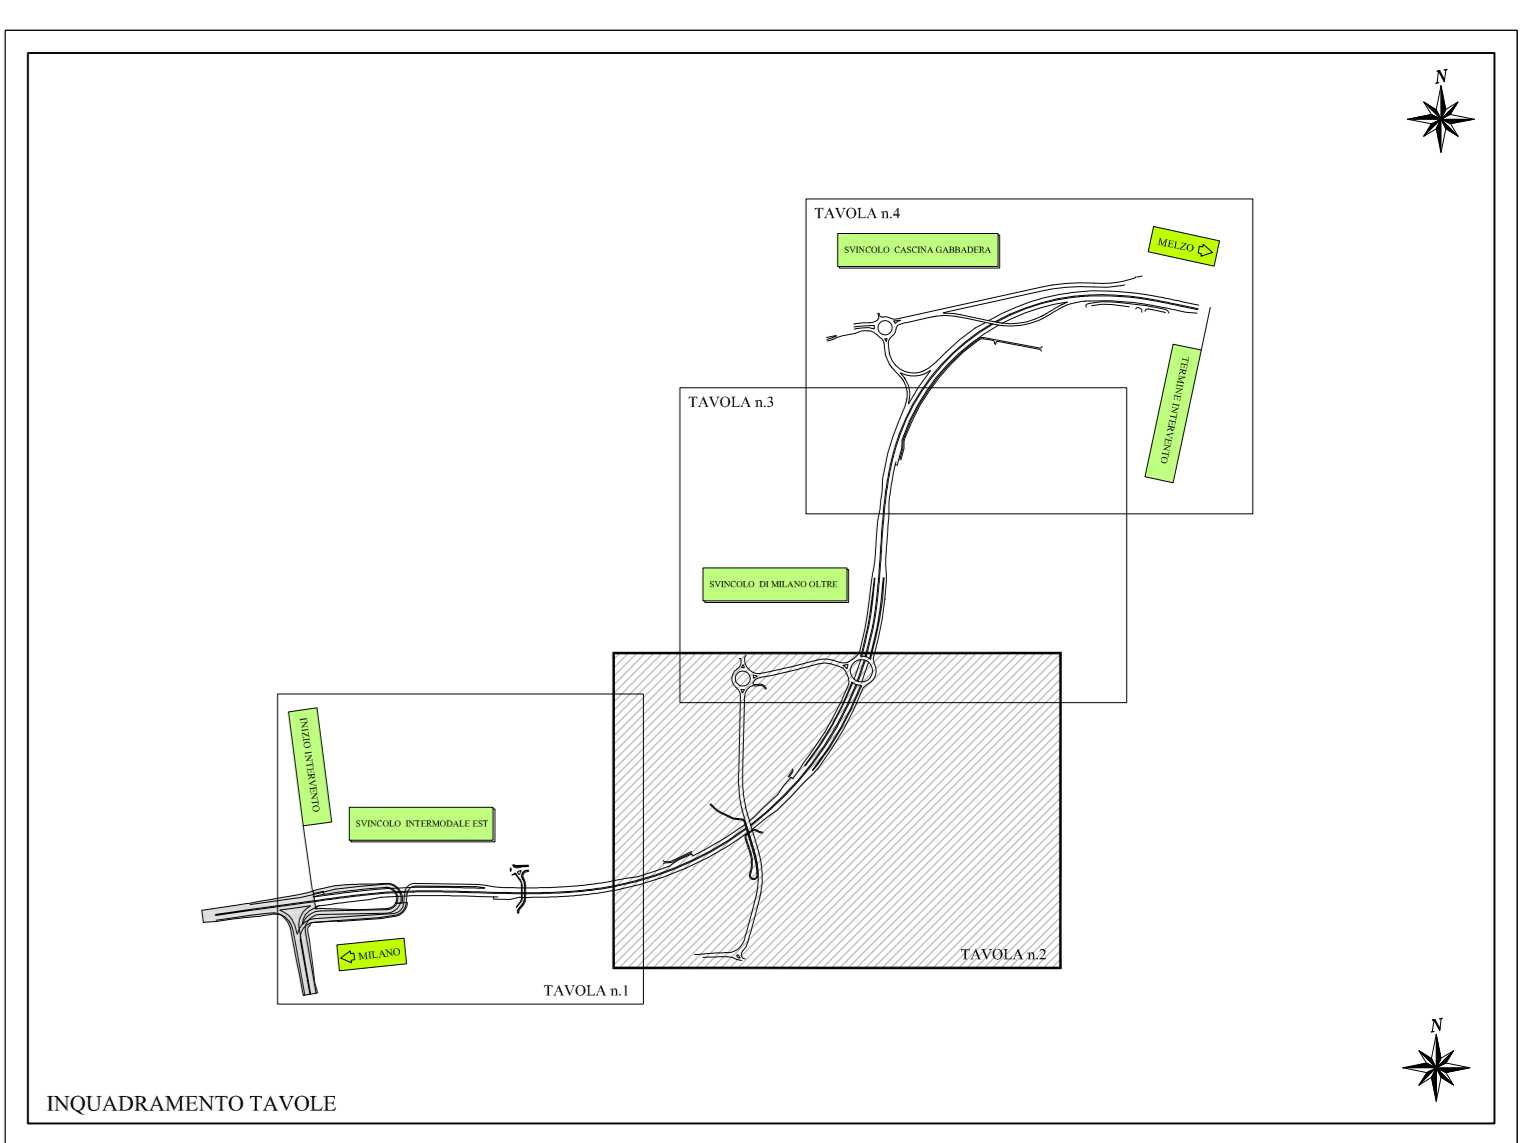 N
TAVOLA n.4
SVINCOLO CASCINA GABBADERA
MELZO
TERMINE INTERVENTO
TAVOLA n.3
SVINCOLO DI MILANO OLTRE
INIZIO INTERVENTO
SVINCOLO INTERMODALE EST
MILANO
TAVOLA n.2
TAVOLA n.1
N
INQUADRAMENTO TAVOLE